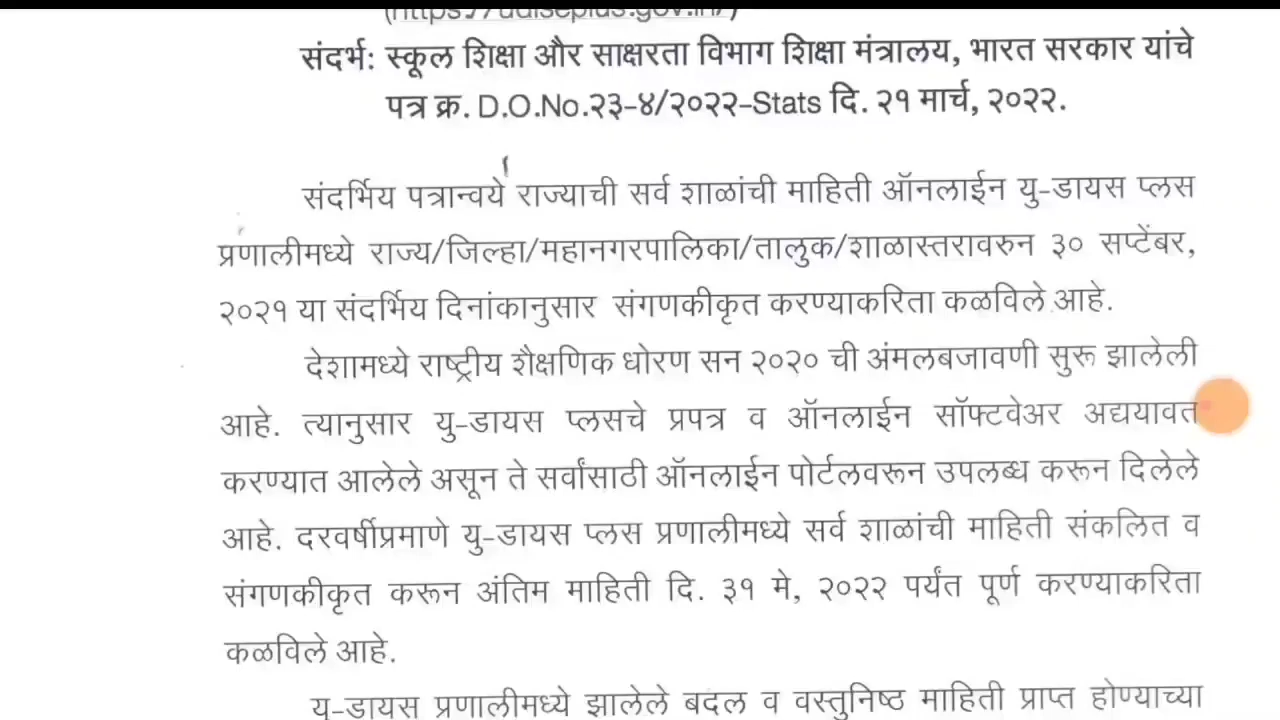 (https://udiseplus.gov.in/)
संदर्भ: स्कूल शिक्षा और साक्षरता विभाग शिक्षा मंत्रालय, भारत सरकार यांचे
पत्र क्र. D.O.No.२३-४/२०२२-Stats दि. २१ मार्च, २०२२.
संदर्भिय पत्रान्वये राज्याची सर्व शाळांची माहिती ऑनलाईन यु-डायस प्लस
प्रणालीमध्ये राज्य/जिल्हा/महानगरपालिका/तालुक/शाळास्तरावरुन ३० सप्टेंबर,
२०२१ या संदर्भिय दिनांकानुसार संगणकीकृत करण्याकरिता कळविले आहे.
देशामध्ये राष्ट्रीय शैक्षणिक धोरण सन २०२० ची अंमलबजावणी सुरू झालेली
आहे. त्यानुसार यु-डायस प्लसचे प्रपत्र व ऑनलाईन सॉफ्टवेअर अद्ययावत
करण्यात आलेले असून ते सर्वांसाठी ऑनलाईन पोर्टलवरून उपलब्ध करून दिलेले
आहे. दरवर्षीप्रमाणे यु-डायस प्लस प्रणालीमध्ये सर्व शाळांची माहिती संकलित व
संगणकीकृत करून अंतिम माहिती दि. ३१ मे, २०२२ पर्यंत पूर्ण करण्याकरिता
कळविले आहे.
यु-डायस प्रणालीमध्ये झालेले बदल व वस्तुनिष्ठ माहिती प्राप्त होण्याच्या